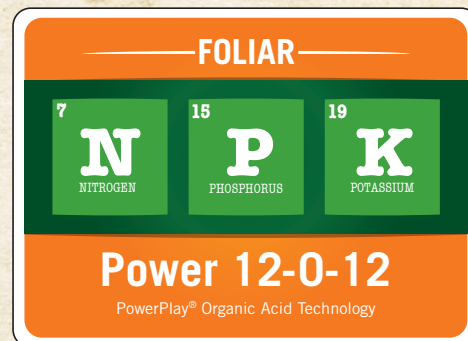 FOLIAR
7 15 19
N P K
NITROGEN PHOSPHORUS POTASSIUM
Power 12-0-12
PowerPlay® Organic Acid Technology